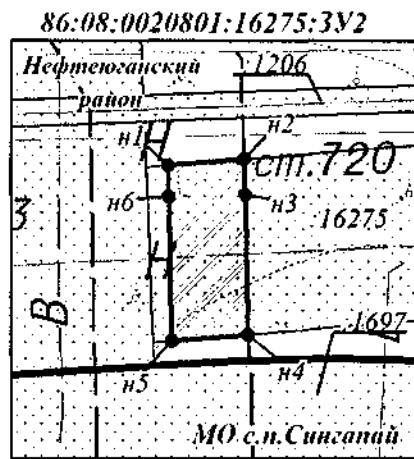 86:08:0020801:16275:ЗУ2
Нефтеюганский 1206
район
н1 н2
ст.720
н6 н3
3 16275
В
1697
н5 н4
МО с.п.Сингапай